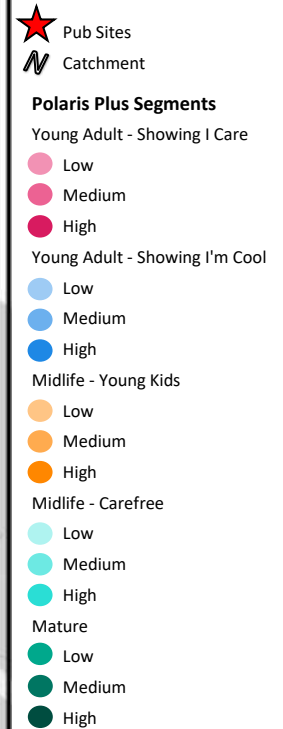 Pub Sites
Catchment
Polaris Plus Segments
Young Adult - Showing I Care
Low
Medium
High
Young Adult - Showing I'm Cool
Low
Medium
High
Midlife - Young Kids
Low
Medium
High
Midlife - Carefree
Low
Medium
High
Mature
Low
Medium
High